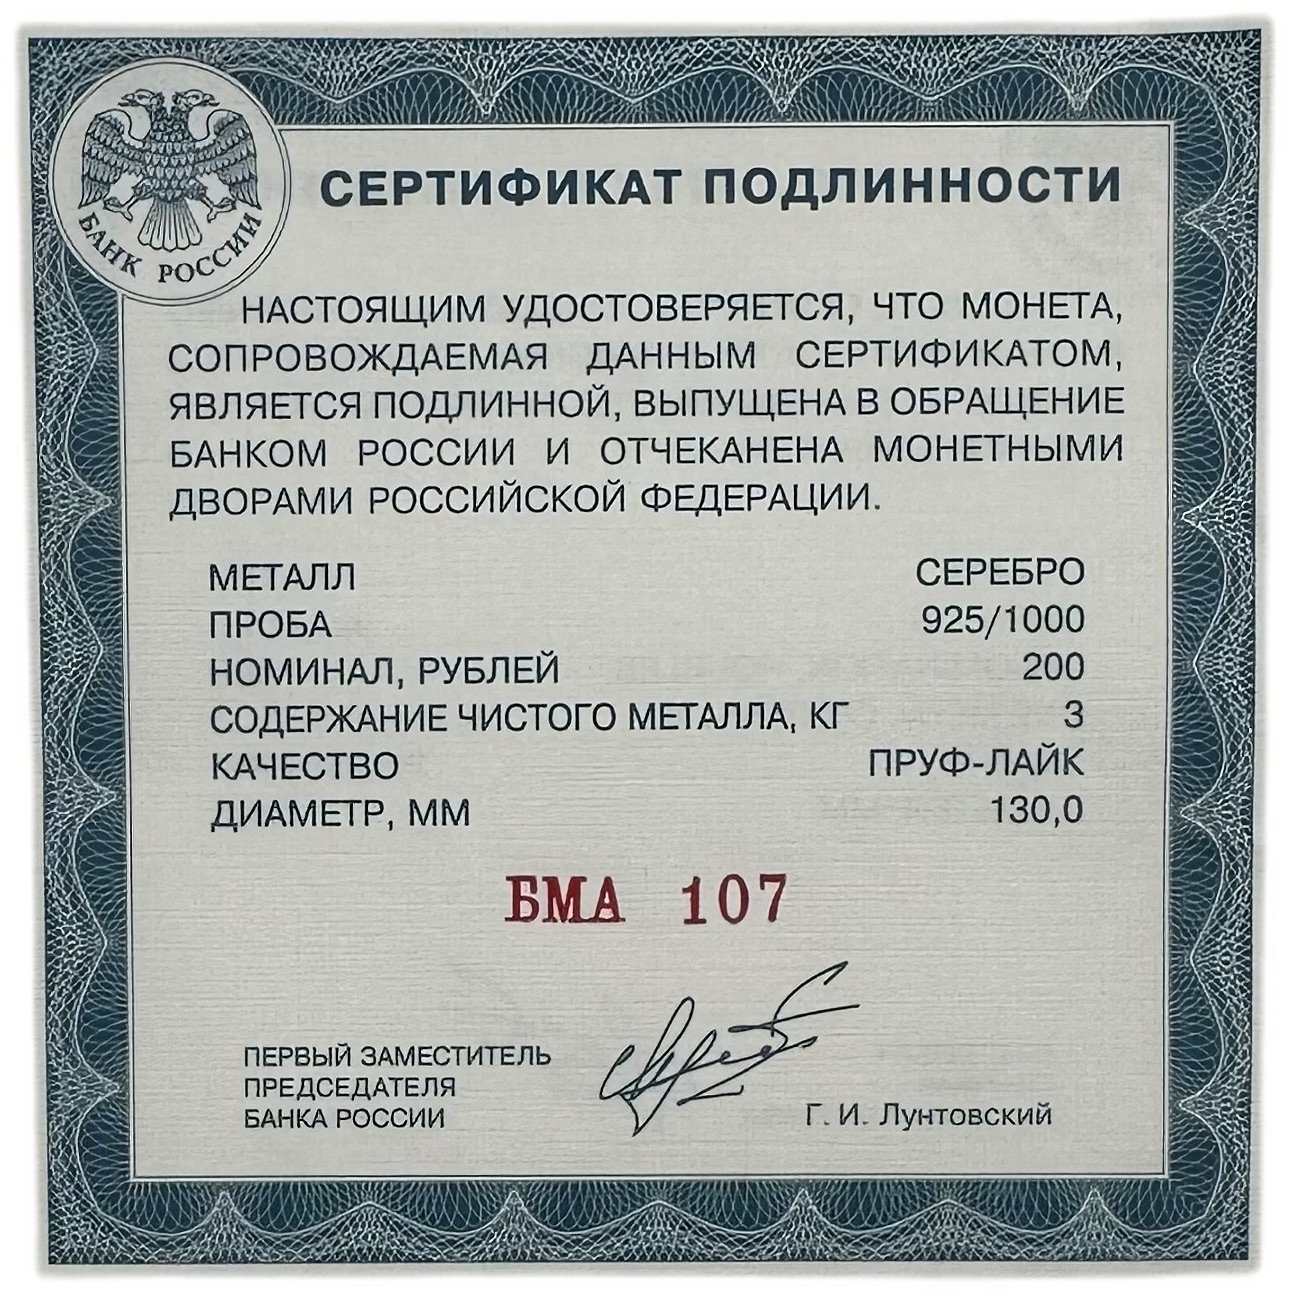 БАНК РОССИИ
СЕРТИФИКАТ ПОДЛИННОСТИ
НАСТОЯЩИМ УДОСТОВЕРЯЕТСЯ, ЧТО МОНЕТА,
СОПРОВОЖДАЕМАЯ ДАННЫМ СЕРТИФИКАТОМ,
ЯВЛЯЕТСЯ ПОДЛИННОЙ, ВЫПУЩЕНА В ОБРАЩЕНИЕ
БАНКОМ РОССИИ И ОТЧЕКАНЕНА МОНЕТНЫМИ
ДВОРАМИ РОССИЙСКОЙ ФЕДЕРАЦИИ.
МЕТАЛЛ СЕРЕБРО
ПРОБА 925/1000
НОМИНАЛ, РУБЛЕЙ 200
СОДЕРЖАНИЕ ЧИСТОГО МЕТАЛЛА, КГ 3
КАЧЕСТВО ПРУФ-ЛАЙК
ДИАМЕТР, ММ 130,0
БМА 107
ПЕРВЫЙ ЗАМЕСТИТЕЛЬ
ПРЕДСЕДАТЕЛЯ
БАНКА РОССИИ Г. И. Лунтовский